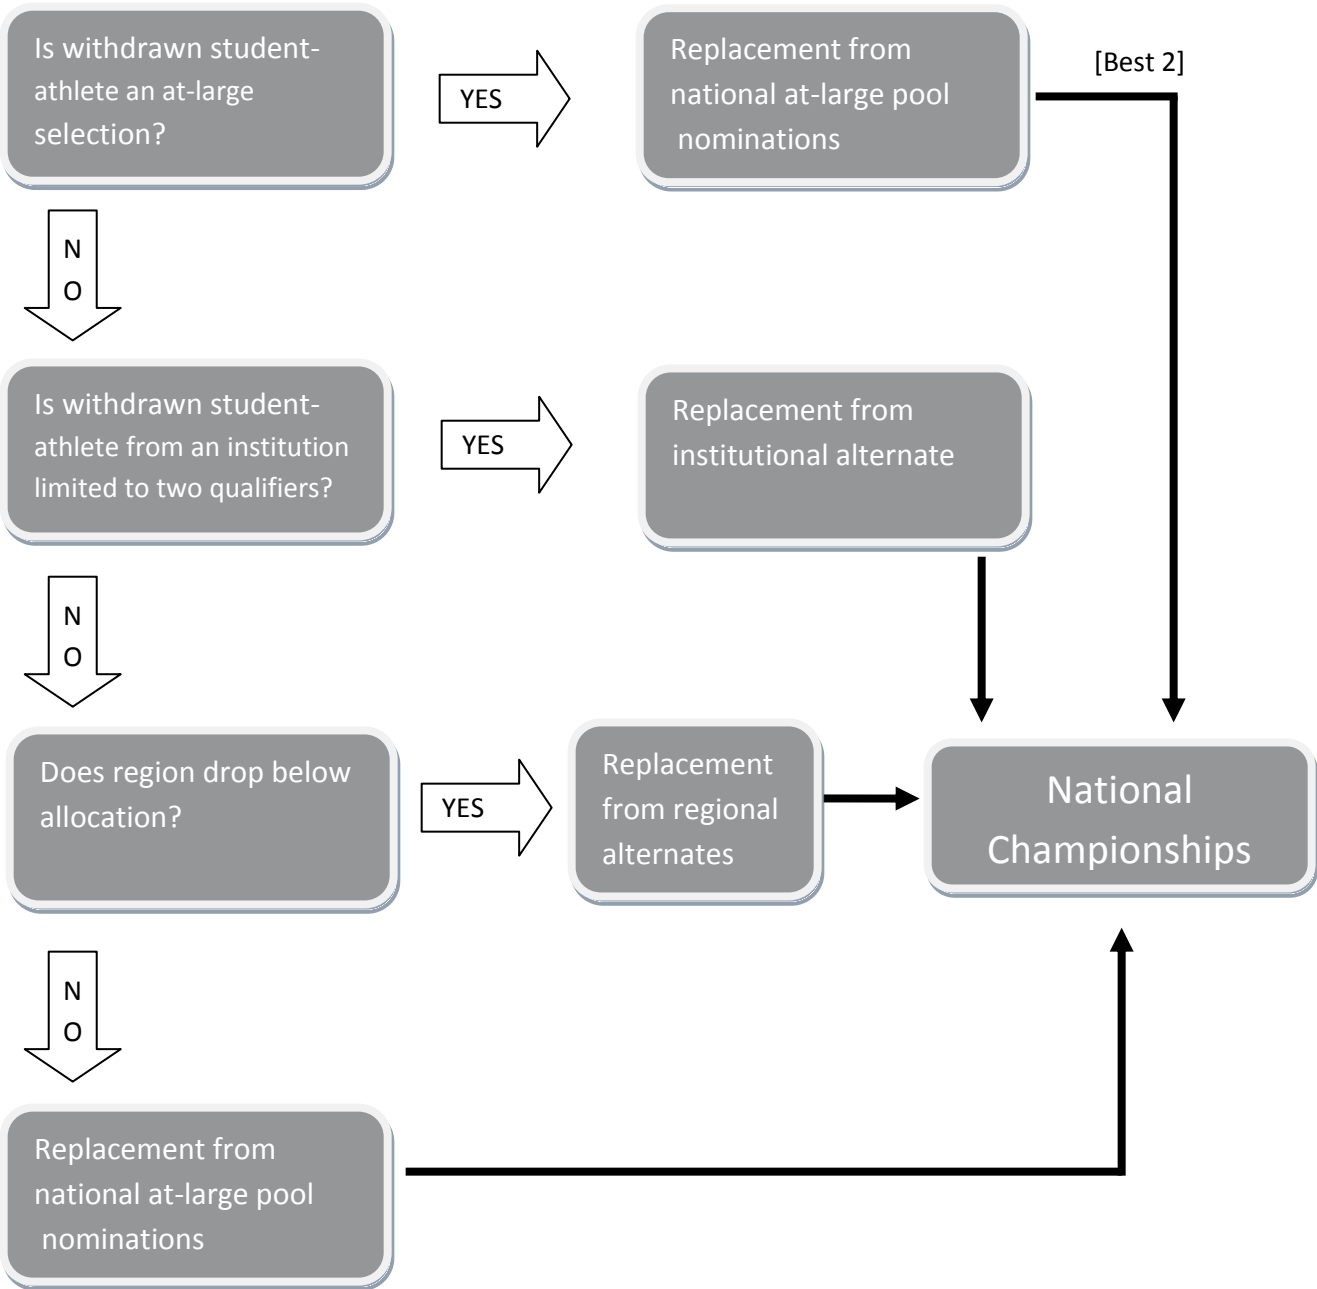 Is withdrawn student-
athlete an at-large
selection?
YES
Replacement from
national at-large pool
nominations
[Best 2]
N
O
Is withdrawn student-
athlete from an institution
limited to two qualifiers?
YES
Replacement from
institutional alternate
N
O
Does region drop below
allocation?
YES
Replacement
from regional
alternates
National
Championships
N
O
Replacement from
national at-large pool
nominations